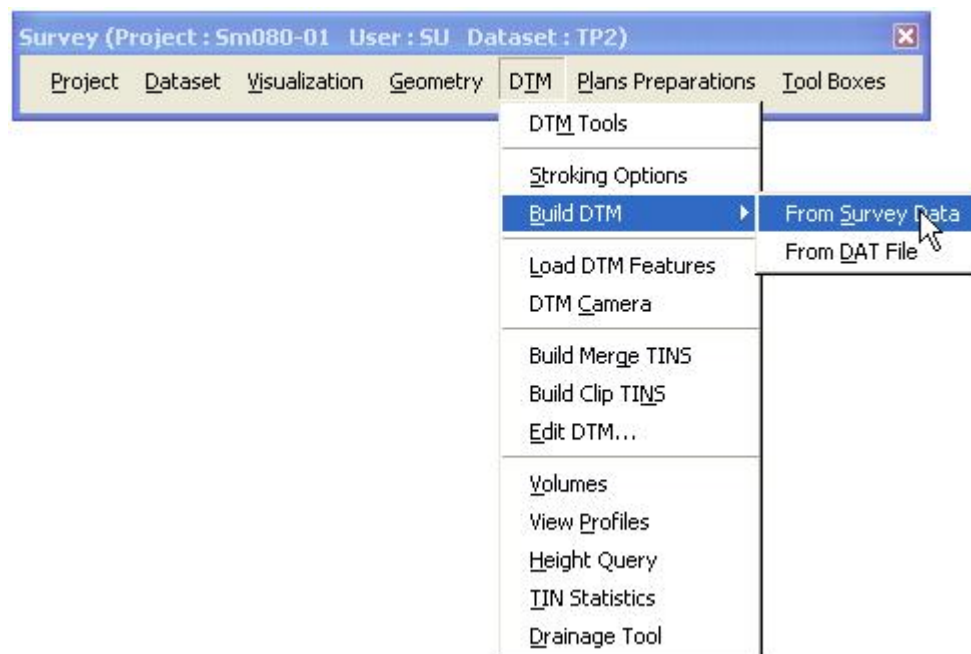 Survey (Project : Sm080-01 User : SU Dataset : TP2)
Project Dataset Visualization Geometry DTM Plans Preparations Tool Boxes
DTM Tools
Stroking Options
Build DTM From Survey Data
From DAT File
Load DTM Features
DTM Camera
Build Merge TINS
Build Clip TINS
Edit DTM...
Volumes
View Profiles
Height Query
TIN Statistics
Drainage Tool